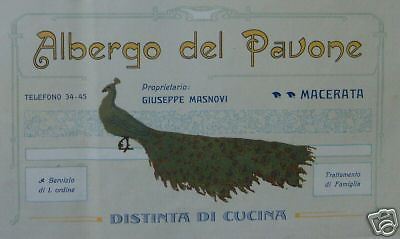 Albergo del Pavone
Proprietario:
TELEFONO 34-45
GIUSEPPE MASNOVI
MACERATA
Servizio
di I. ordine
Trattamento
di Famiglia
DISTINTA DI CUCINA